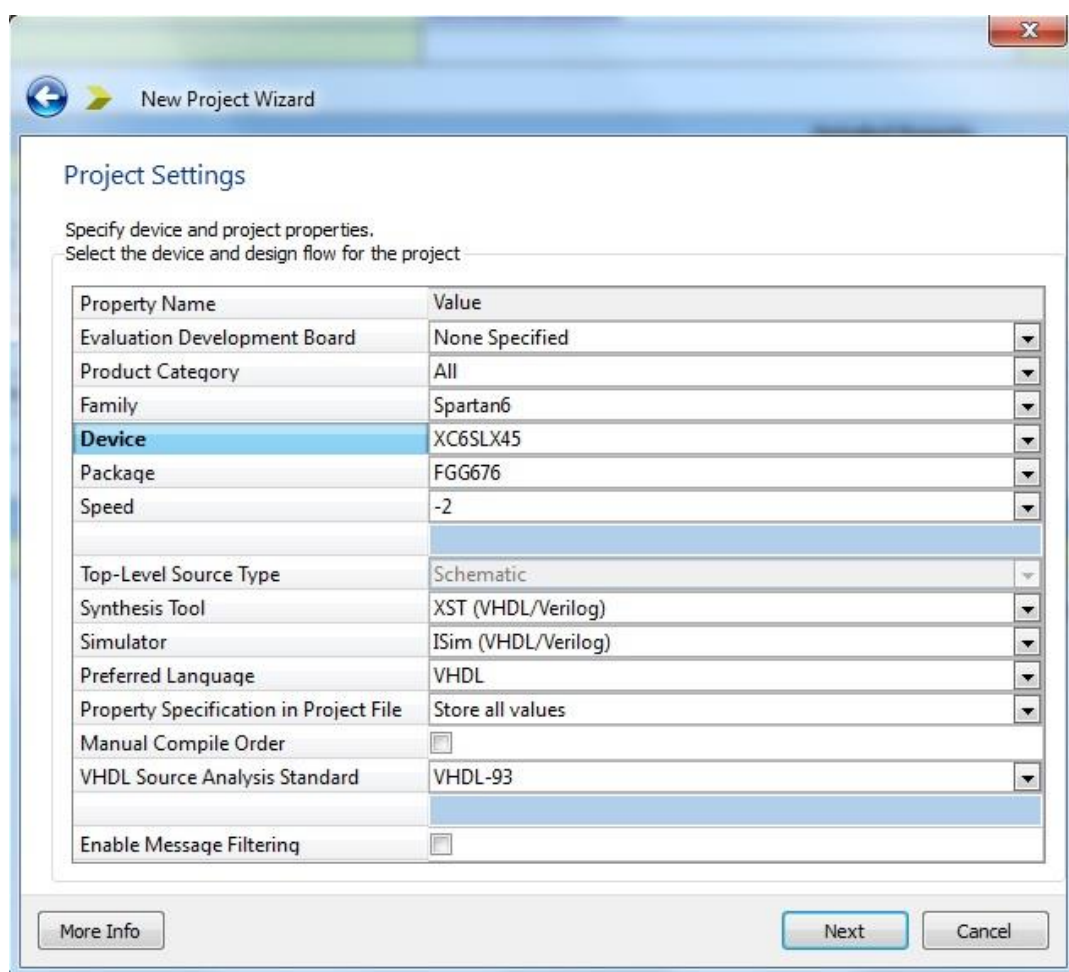 New Project Wizard
Project Settings
Specify device and project properties.
Select the device and design flow for the project
Property Name Value
Evaluation Development Board None Specified
Product Category All
Family Spartan6
Device XC6SLX45
Package FGG676
Speed -2
Top-Level Source Type Schematic
Synthesis Tool XST (VHDL/Verilog)
Simulator ISim (VHDL/Verilog)
Preferred Language VHDL
Property Specification in Project File Store all values
Manual Compile Order
VHDL Source Analysis Standard VHDL-93
Enable Message Filtering
More Info Next Cancel